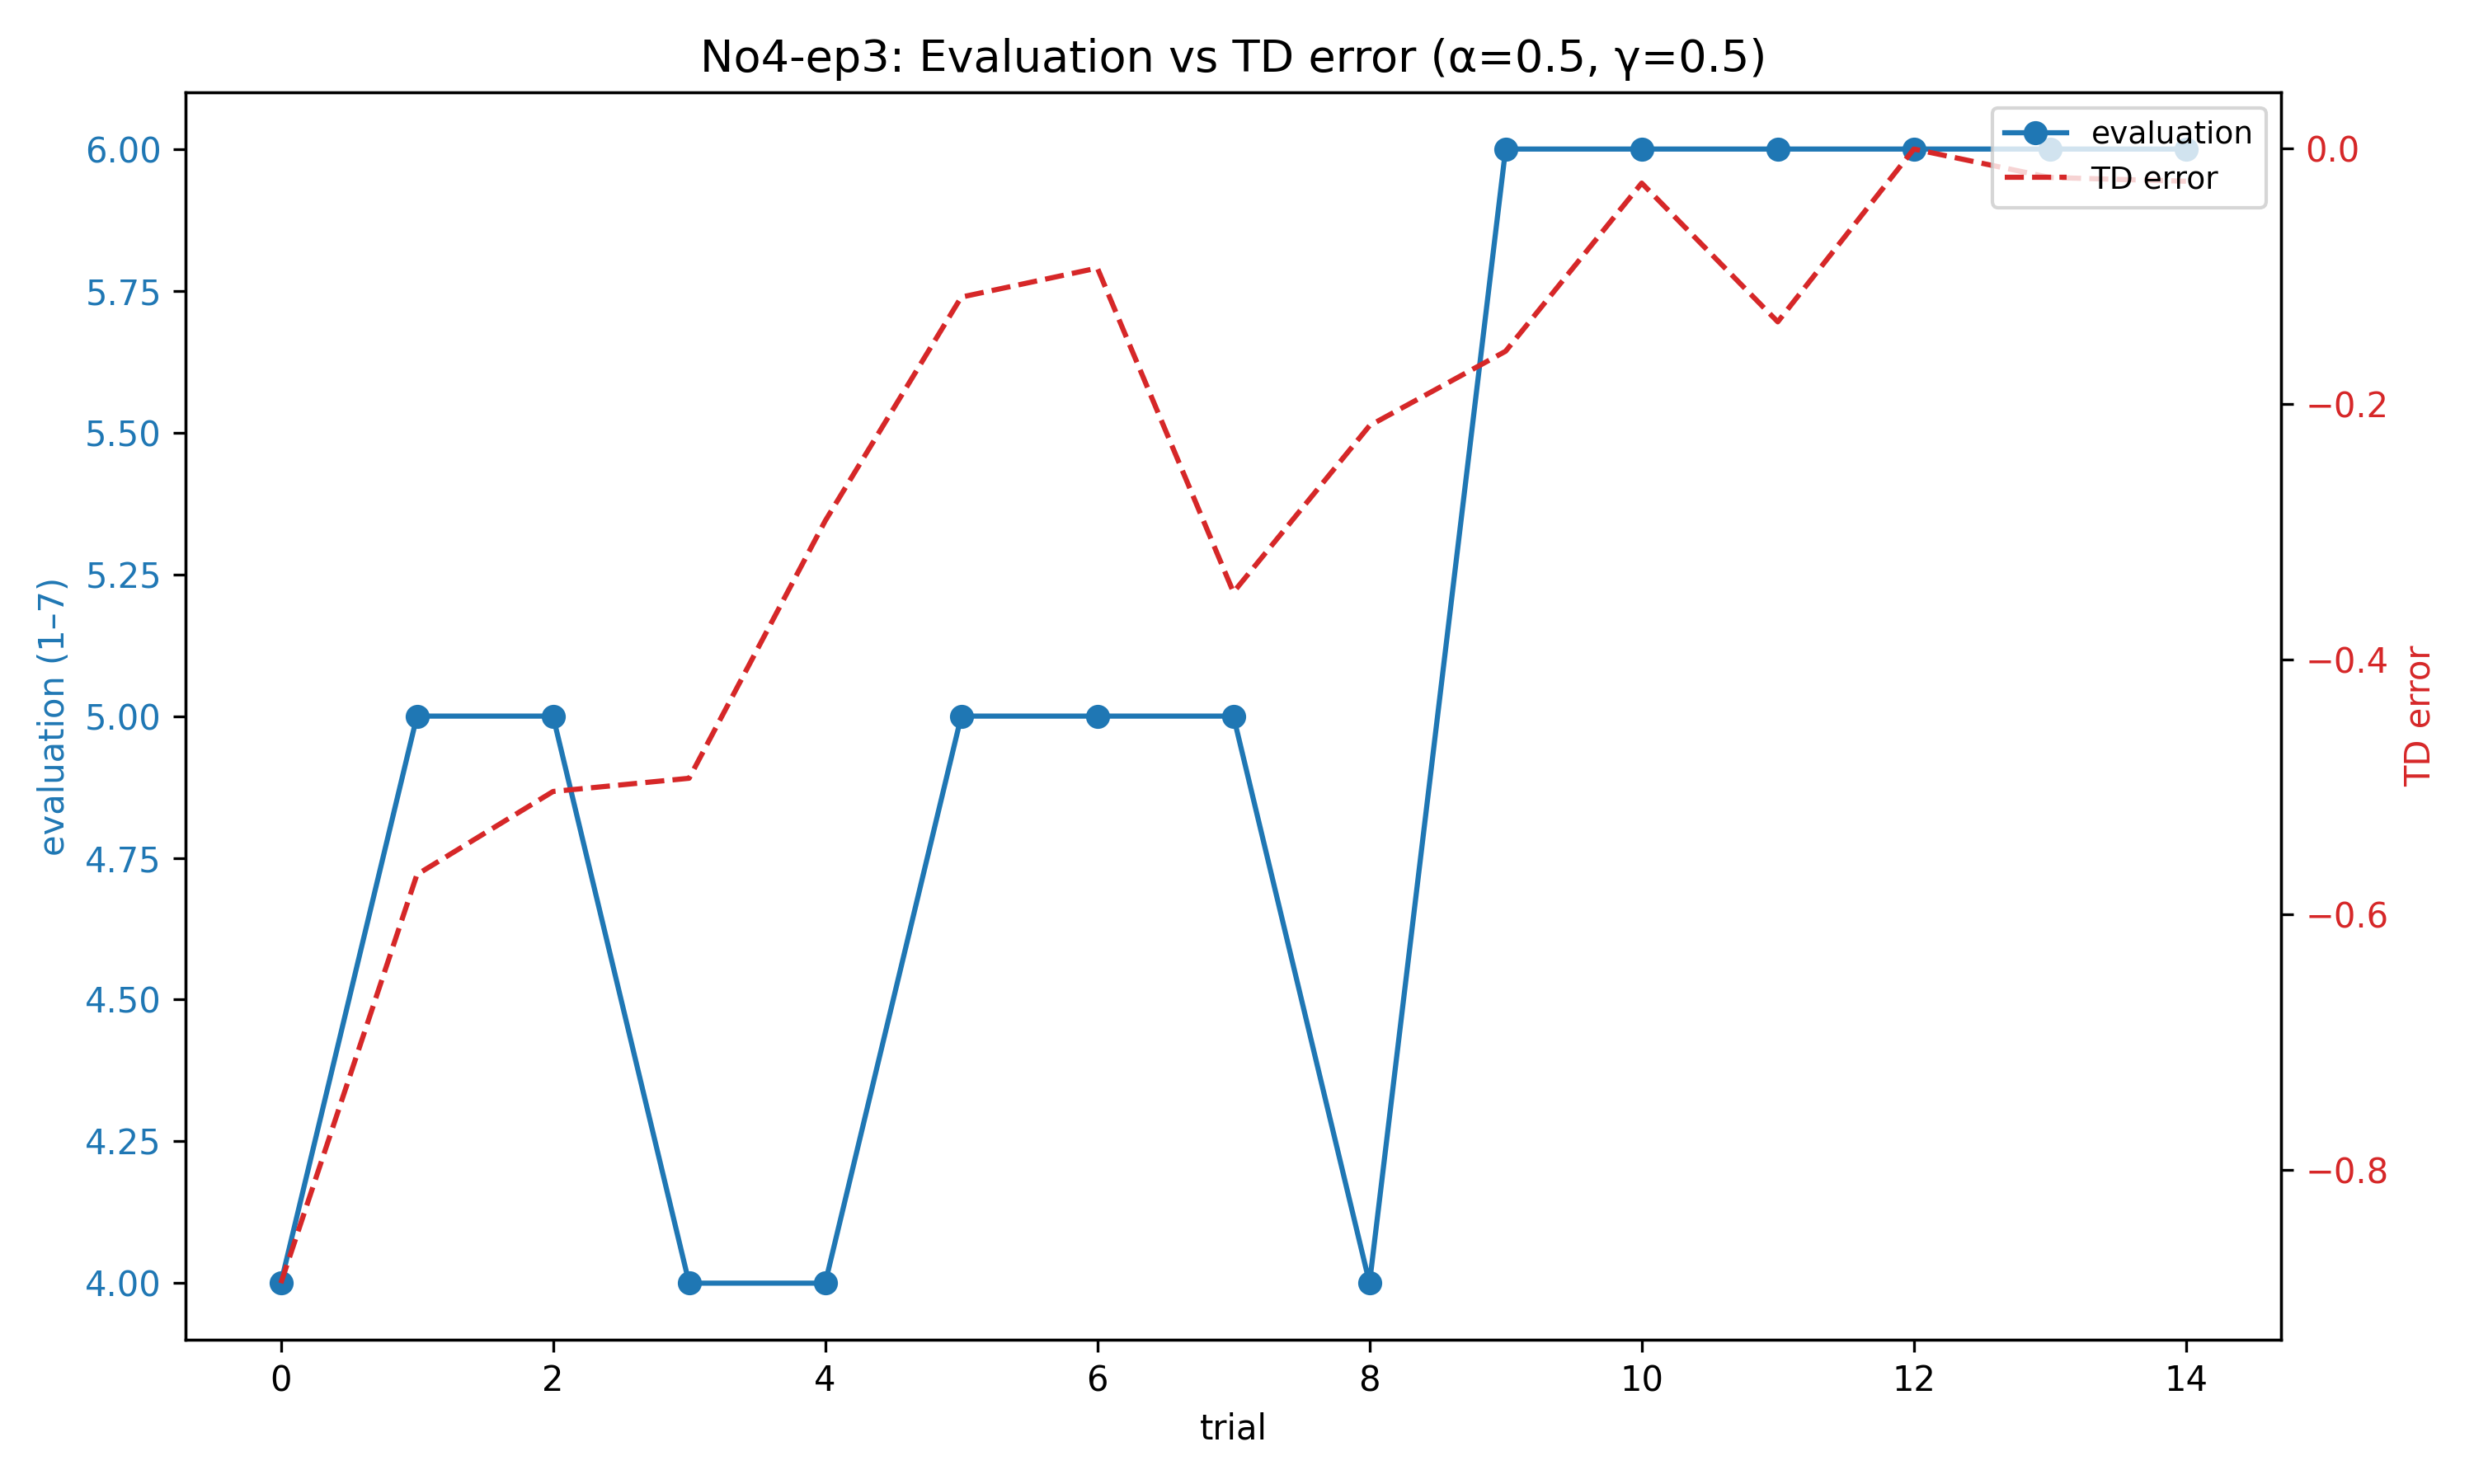 No4-ep3: Evaluation vs TD error (α=0.5, γ=0.5)
evaluation
TD error
6.00
5.75
5.50
5.25
5.00
4.75
4.50
4.25
4.00
evaluation (1–7)
0.0
−0.2
−0.4
−0.6
−0.8
TD error
0 2 4 6 8 10 12 14
trial